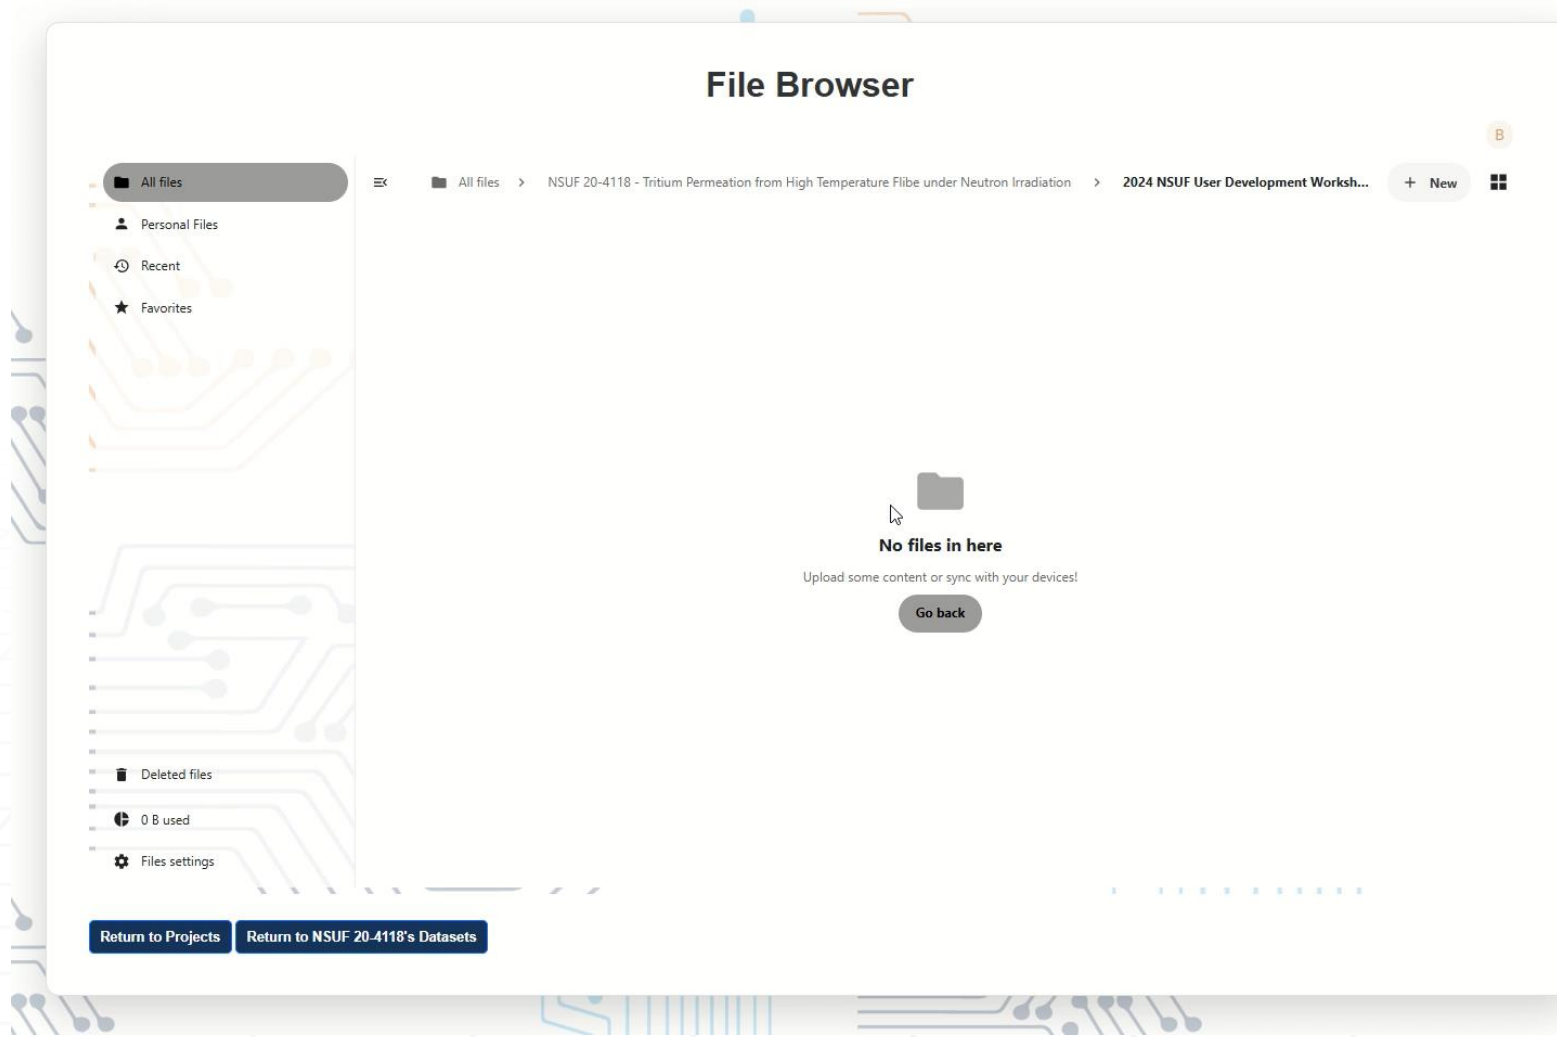 File Browser
B
All files
All files > NSUF 20-4118 - Tritium Permeation from High Temperature Flibe under Neutron Irradiation > 2024 NSUF User Development Worksh...
+ New
Personal Files
Recent
Favorites
No files in here
Upload some content or sync with your devices!
Go back
Deleted files
0 B used
Files settings
Return to Projects
Return to NSUF 20-4118's Datasets